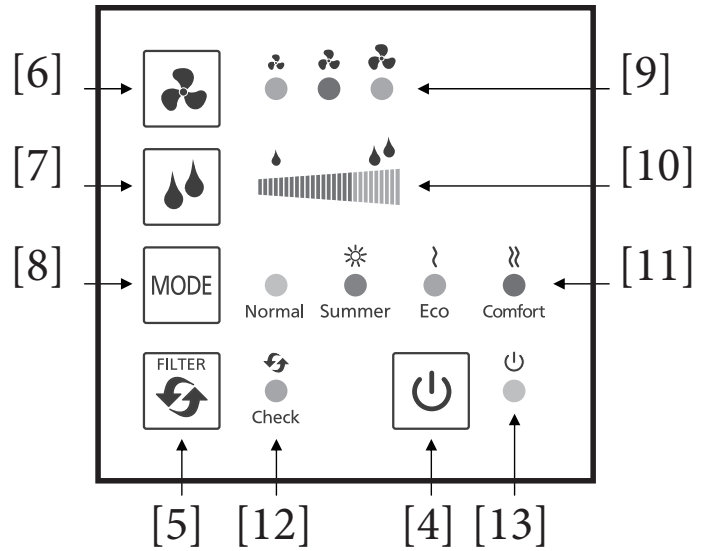 [6] [9]
[7] [10]
[8] MODE [11]
Normal Summer Eco Comfort
FILTER
Check
[5] [12] [4] [13]